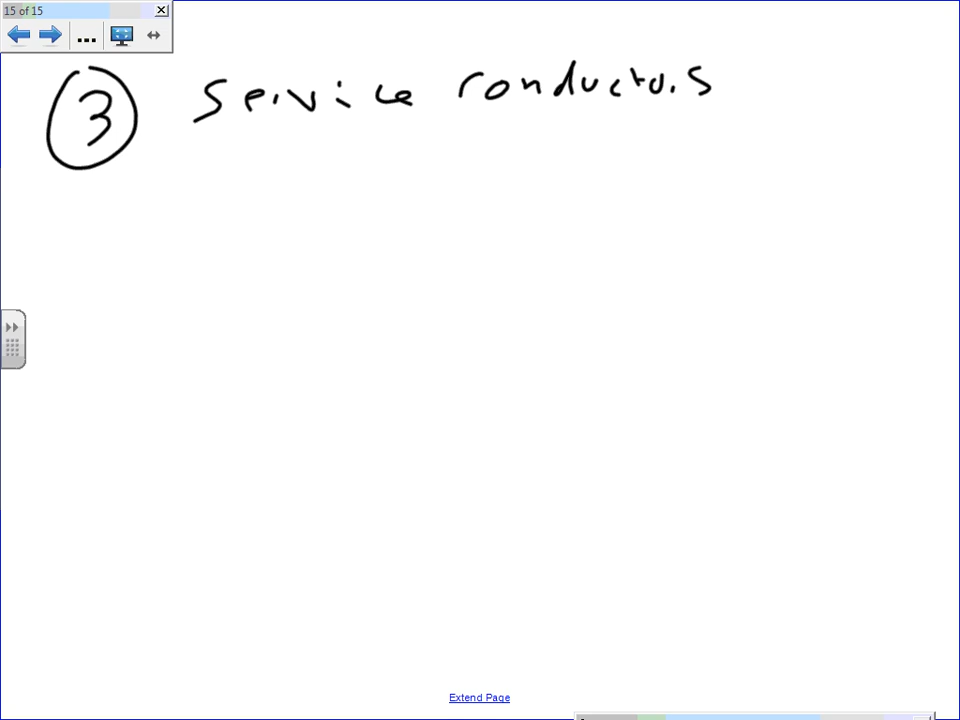 15 of 15
...
③ Service conductors
Extend Page